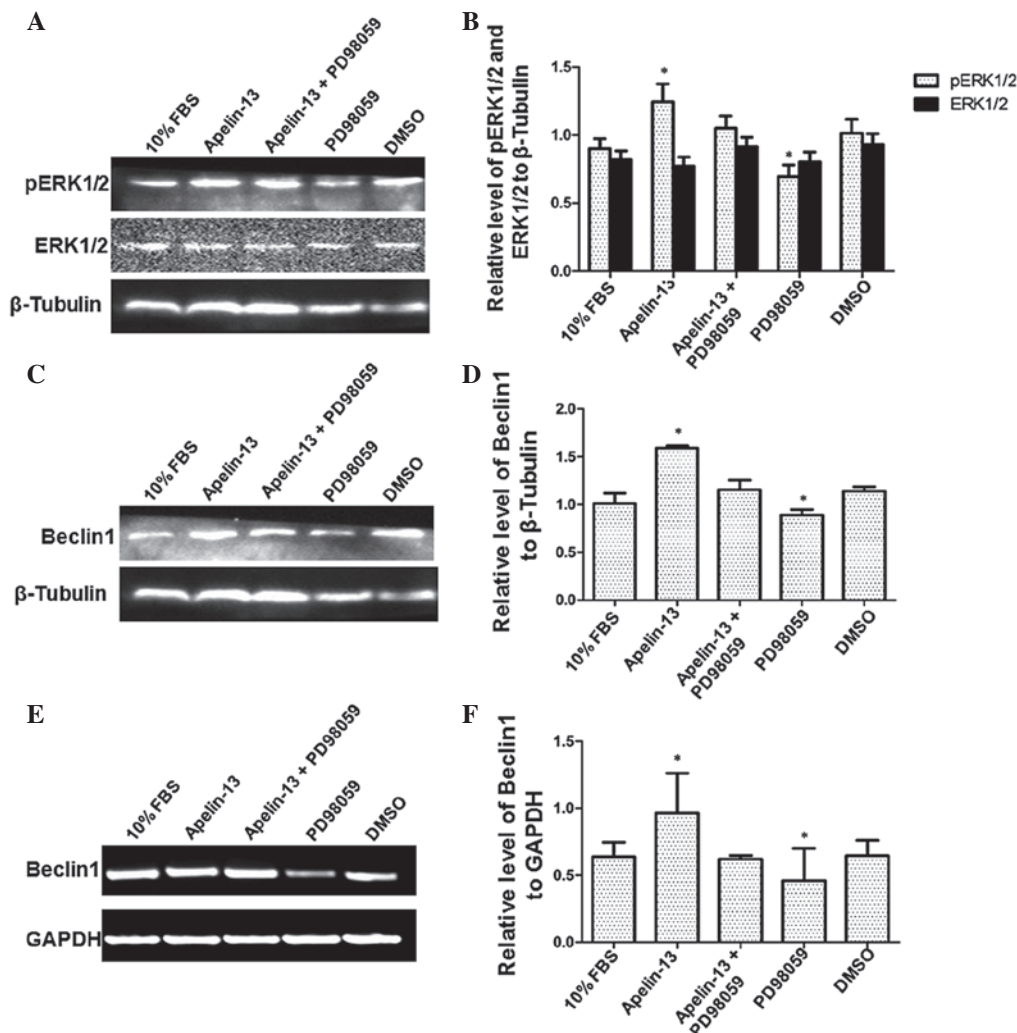 A
10% FBS
Apelin-13
Apelin-13 + PD98059
PD98059
DMSO
pERK1/2
ERK1/2
β-Tubulin
B
Relative level of pERK1/2 and
ERK1/2 to β-Tubulin
1.5
1.0
0.5
0.0
*
*
pERK1/2
ERK1/2
10% FBS
Apelin-13
Apelin-13 +
PD98059
PD98059
DMSO
C
10% FBS
Apelin-13
Apelin-13 + PD98059
PD98059
DMSO
Beclin1
β-Tubulin
D
Relative level of Beclin1
to β-Tubulin
2.0
1.5
1.0
0.5
0.0
*
*
10% FBS
Apelin-13
Apelin-13 +
PD98059
PD98059
DMSO
E
10% FBS
Apelin-13
Apelin-13 + PD98059
PD98059
DMSO
Beclin1
GAPDH
F
Relative level of Beclin1
to GAPDH
1.5
1.0
0.5
0.0
*
*
10% FBS
Apelin-13
Apelin-13 +
PD98059
PD98059
DMSO